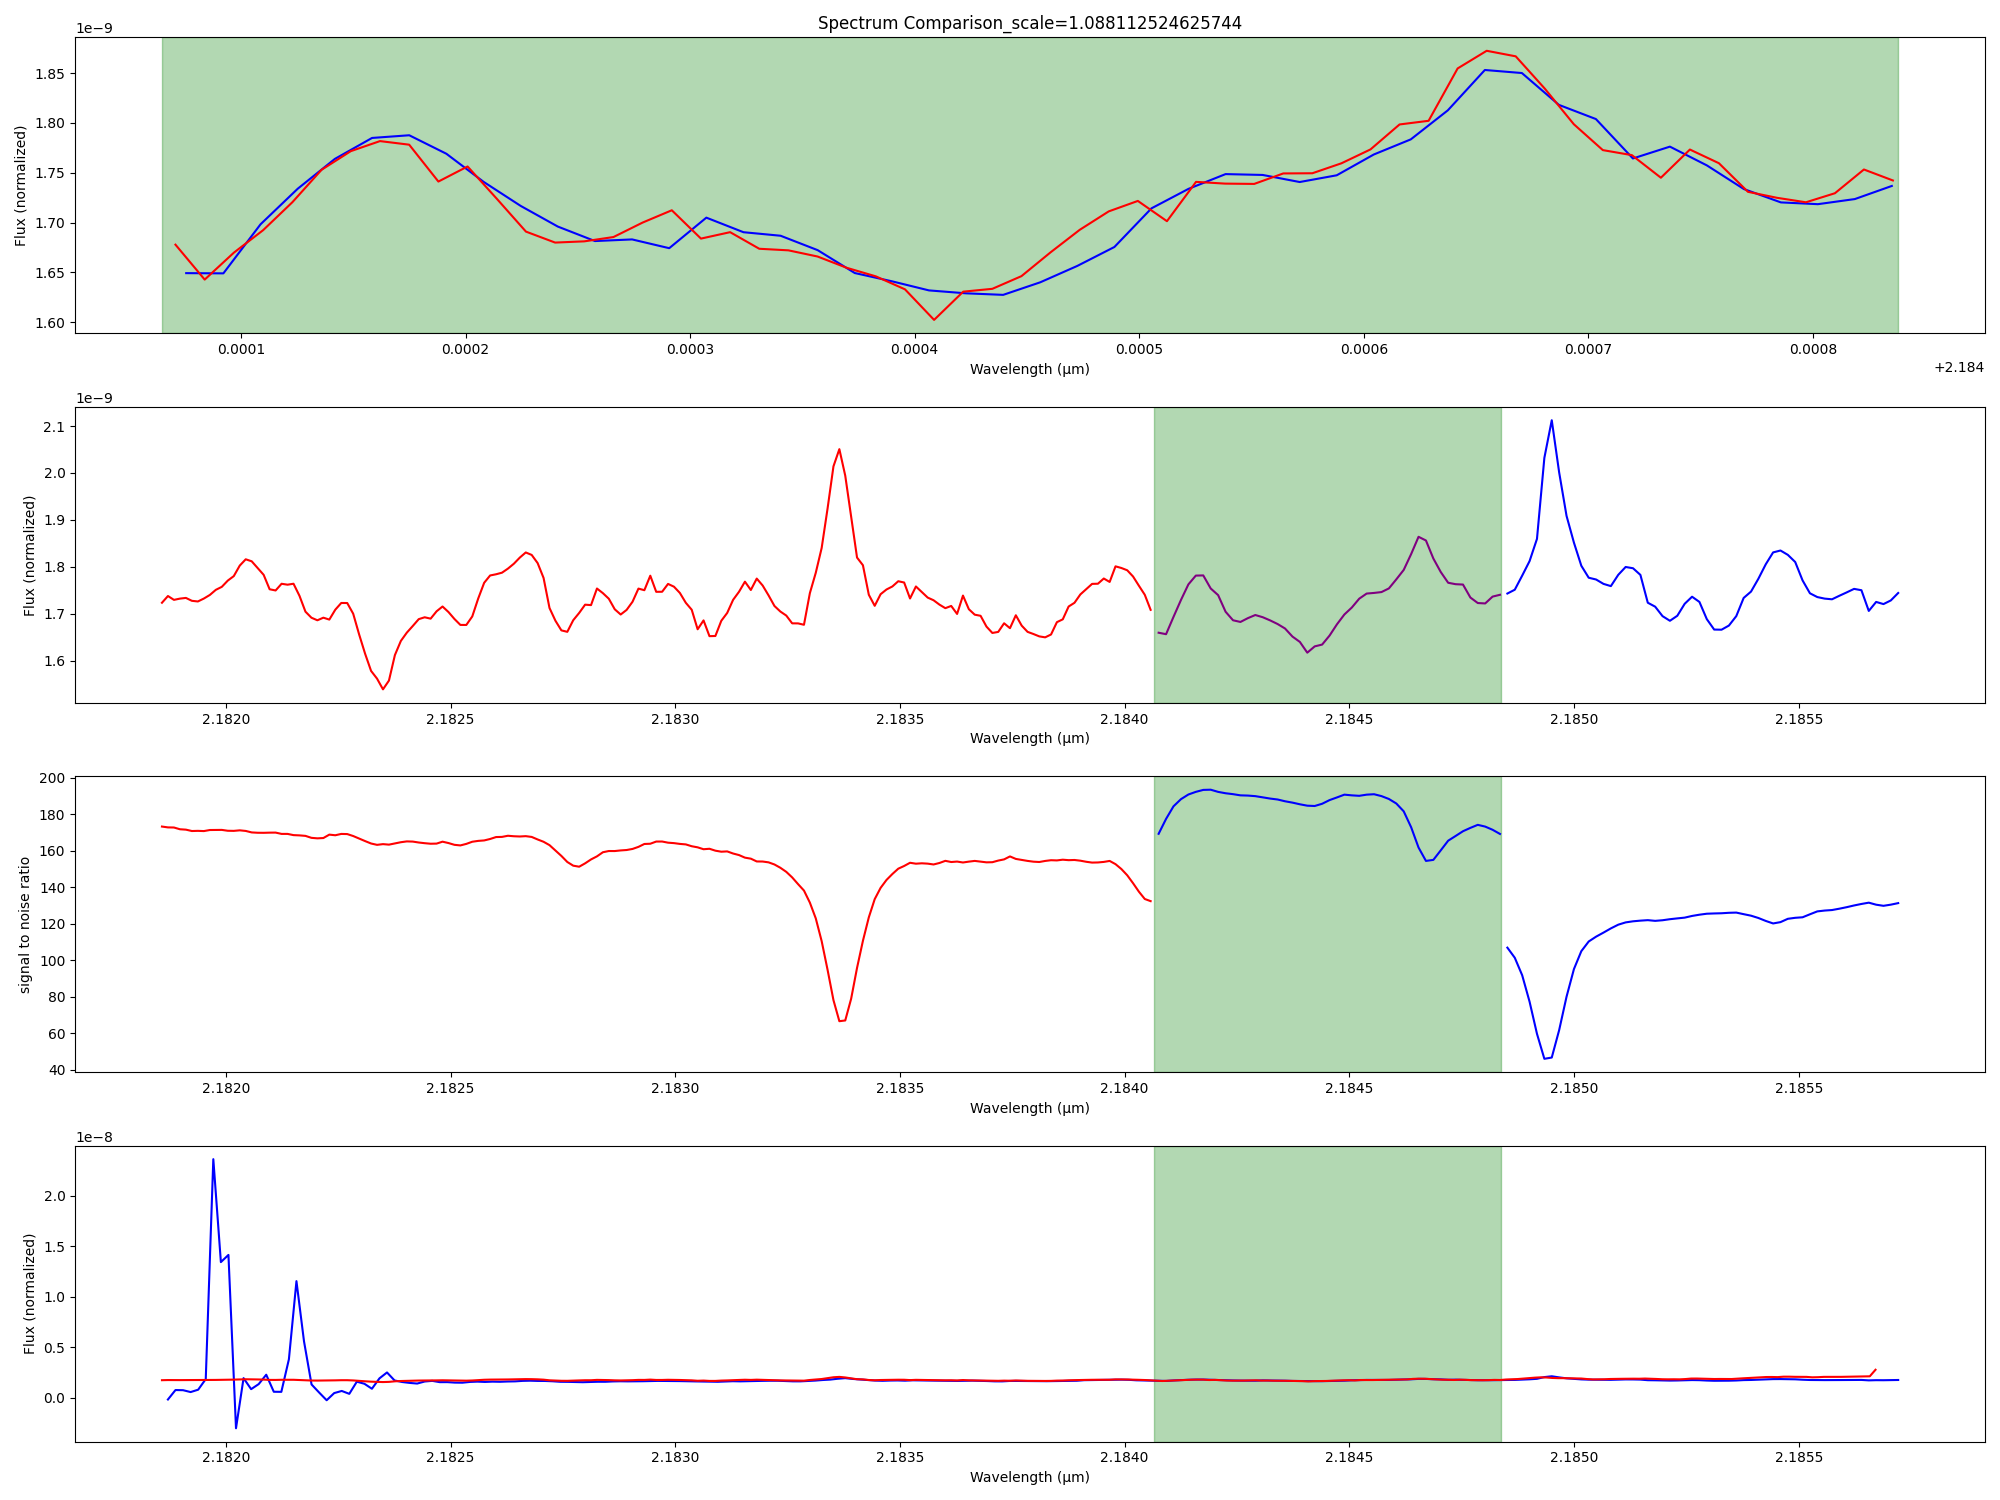 Spectrum Comparison_scale=1.088112524625744
1e−9
1.85
1.80
1.75
1.70
1.65
1.60
Flux (normalized)
0.0001 0.0002 0.0003 0.0004 0.0005 0.0006 0.0007 0.0008
+2.184
Wavelength (μm)
1e−9
2.1
2.0
1.9
1.8
1.7
1.6
Flux (normalized)
2.1820 2.1825 2.1830 2.1835 2.1840 2.1845 2.1850 2.1855
Wavelength (μm)
200
180
160
140
120
100
80
60
40
signal to noise ratio
2.1820 2.1825 2.1830 2.1835 2.1840 2.1845 2.1850 2.1855
Wavelength (μm)
1e−8
2.0
1.5
1.0
0.5
0.0
Flux (normalized)
2.1820 2.1825 2.1830 2.1835 2.1840 2.1845 2.1850 2.1855
Wavelength (μm)